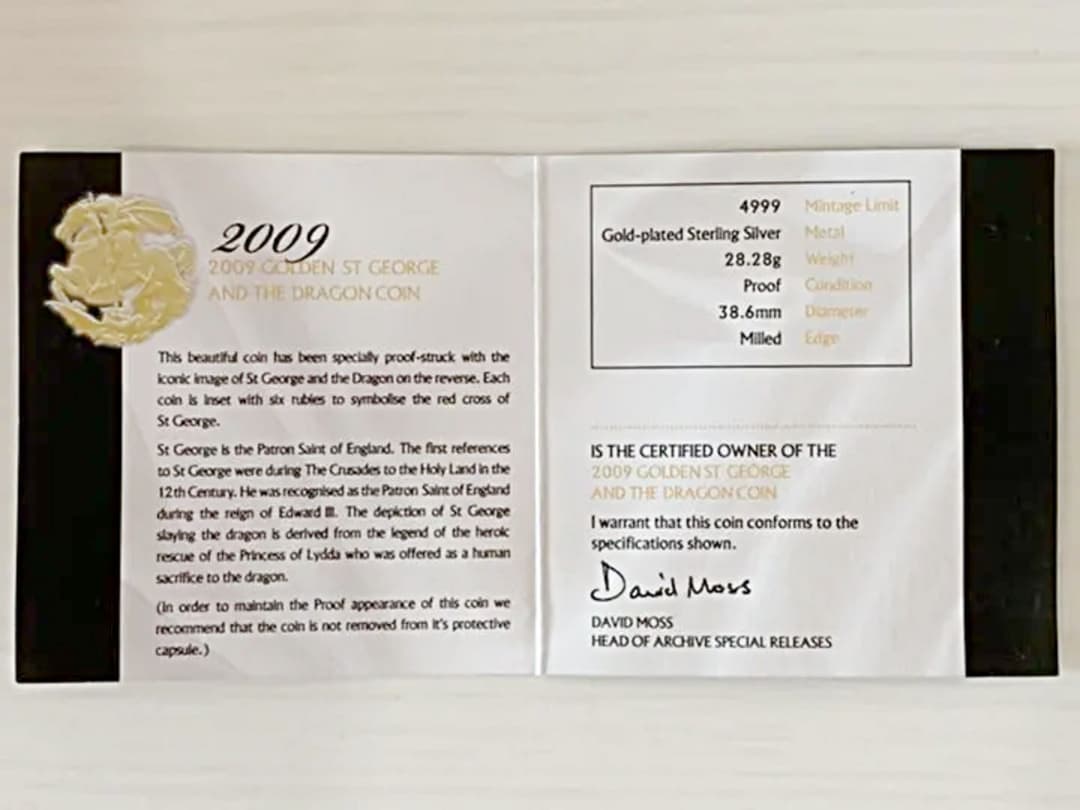 2009
2009 GOLDEN ST GEORGE
AND THE DRAGON COIN
This beautiful coin has been specially proof-struck with the
iconic image of St George and the Dragon on the reverse. Each
coin is inset with six rubies to symbolise the red cross of
St George.
St George is the Patron Saint of England. The first references
to St George were during The Crusades to the Holy Land in the
12th Century. He was recognised as the Patron Saint of England
during the reign of Edward III. The depiction of St George
slaying the dragon is derived from the legend of the heroic
rescue of the Princess of Lydda who was offered as a human
sacrifice to the dragon.
(In order to maintain the Proof appearance of this coin we
recommend that the coin is not removed from it's protective
capsule.)
4999 Mintage Limit
Gold-plated Sterling Silver Metal
28.28g Weight
Proof Condition
38.6mm Diameter
Milled Edge
IS THE CERTIFIED OWNER OF THE
2009 GOLDEN ST GEORGE
AND THE DRAGON COIN
I warrant that this coin conforms to the
specifications shown.
David Moss
DAVID MOSS
HEAD OF ARCHIVE SPECIAL RELEASES